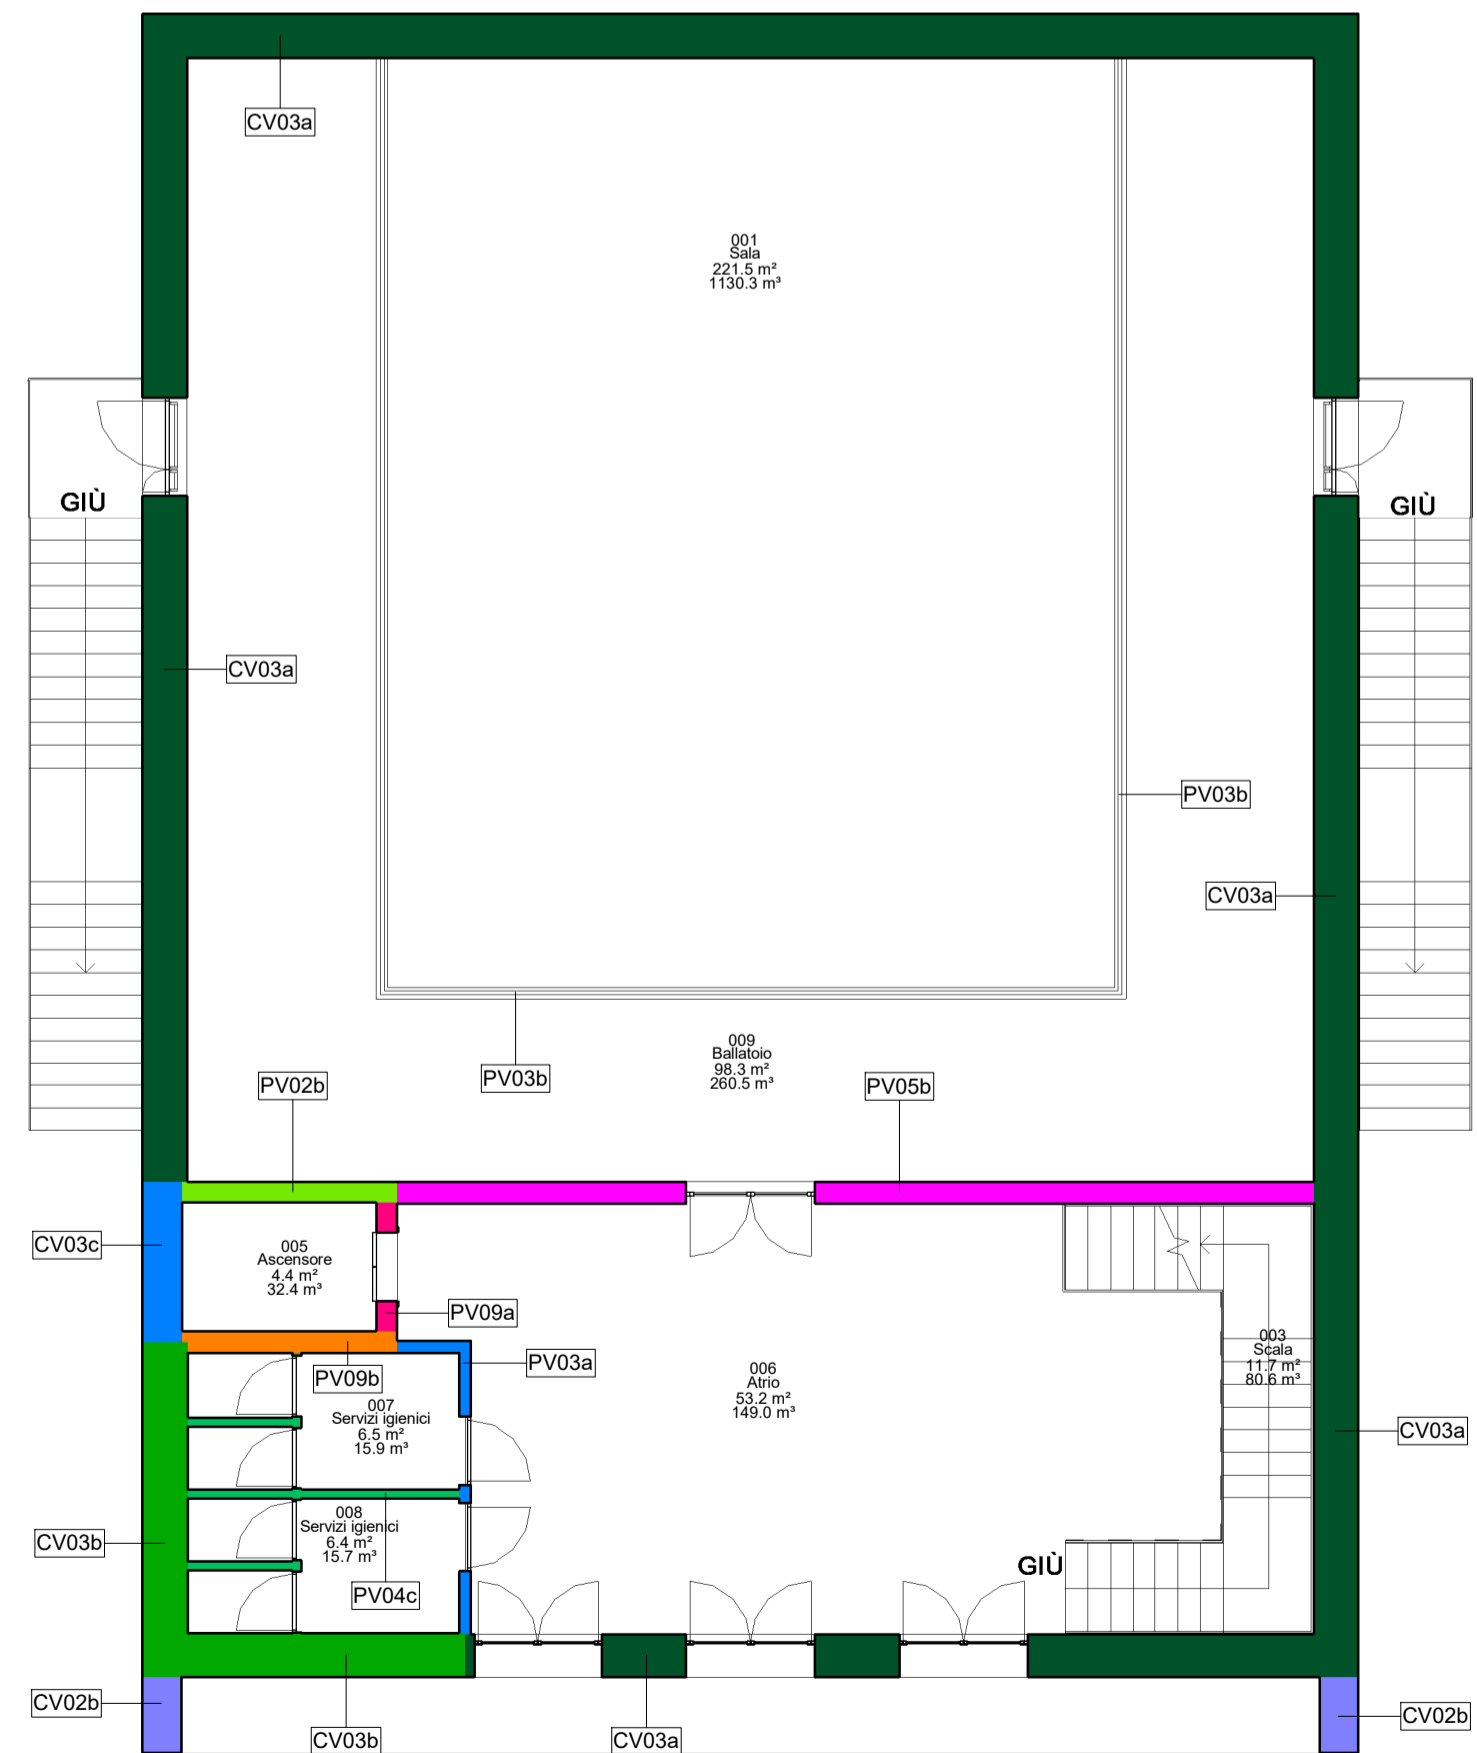 CV03a
001
Sala
221.5 m²
1130.3 m³
GIÙ
GIÙ
CV03a
PV03b
CV03a
009
Ballatoio
98.3 m²
260.5 m³
PV03b
PV02b
PV05b
CV03c
005
Ascensore
4.4 m²
32.4 m³
PV09a
PV03a
PV09b
003
Scala
11.7 m²
80.6 m³
006
Atrio
53.2 m²
149.0 m³
007
Servizi igienici
6.5 m²
15.9 m³
CV03a
008
Servizi igienici
6.4 m²
15.7 m³
CV03b
GIÙ
PV04c
CV02b
CV02b
CV03b
CV03a